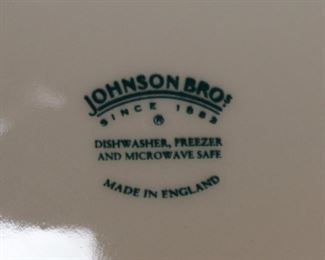 JOHNSON BROS
SINCE 1883
®
DISHWASHER, FREEZER
AND MICROWAVE SAFE
MADE IN ENGLAND